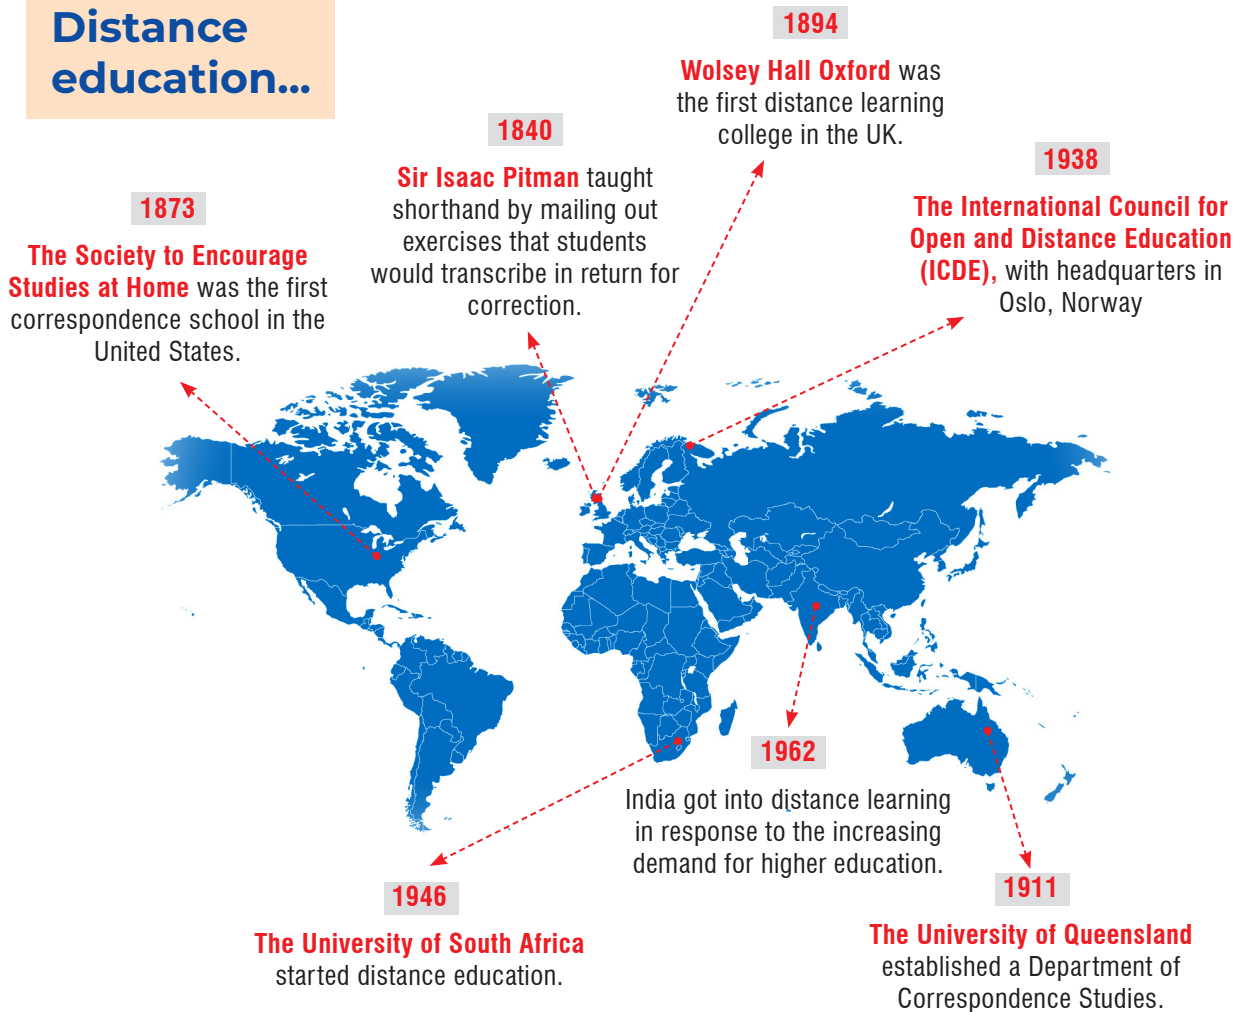 Distance
education...
1894
Wolsey Hall Oxford was
the first distance learning
college in the UK.
1840
Sir Isaac Pitman taught
shorthand by mailing out
exercises that students
would transcribe in return for
correction.
1938
The International Council for
Open and Distance Education
(ICDE), with headquarters in
Oslo, Norway
1873
The Society to Encourage
Studies at Home was the first
correspondence school in the
United States.
1962
India got into distance learning
in response to the increasing
demand for higher education.
1946
The University of South Africa
started distance education.
1911
The University of Queensland
established a Department of
Correspondence Studies.